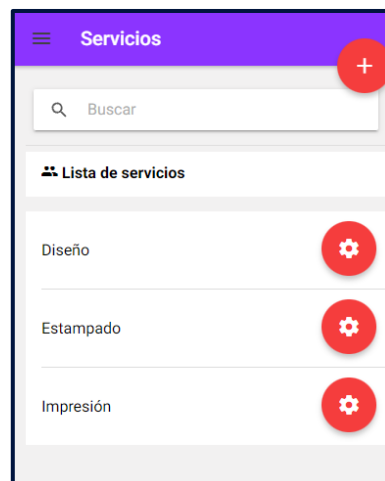 Servicios
Buscar
Lista de servicios
Diseño
Estampado
Impresión